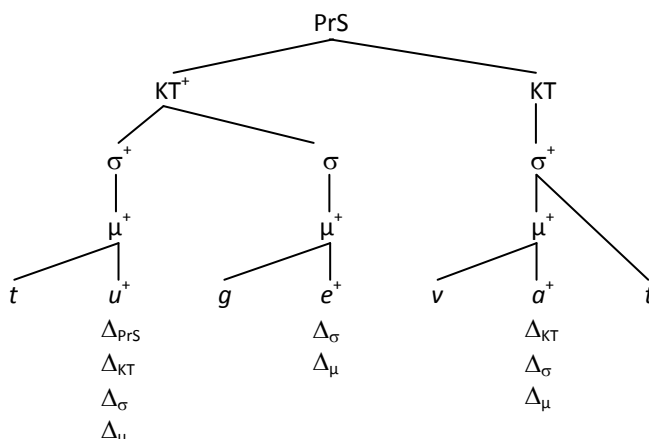 PrS
KT⁺ KT
σ⁺ σ σ⁺
μ⁺ μ⁺ μ⁺
t u⁺ g e⁺ v a⁺ t
Δ_PrS Δ_σ Δ_KT
Δ_KT Δ_μ Δ_σ
Δ_σ Δ_μ
Δ_μ